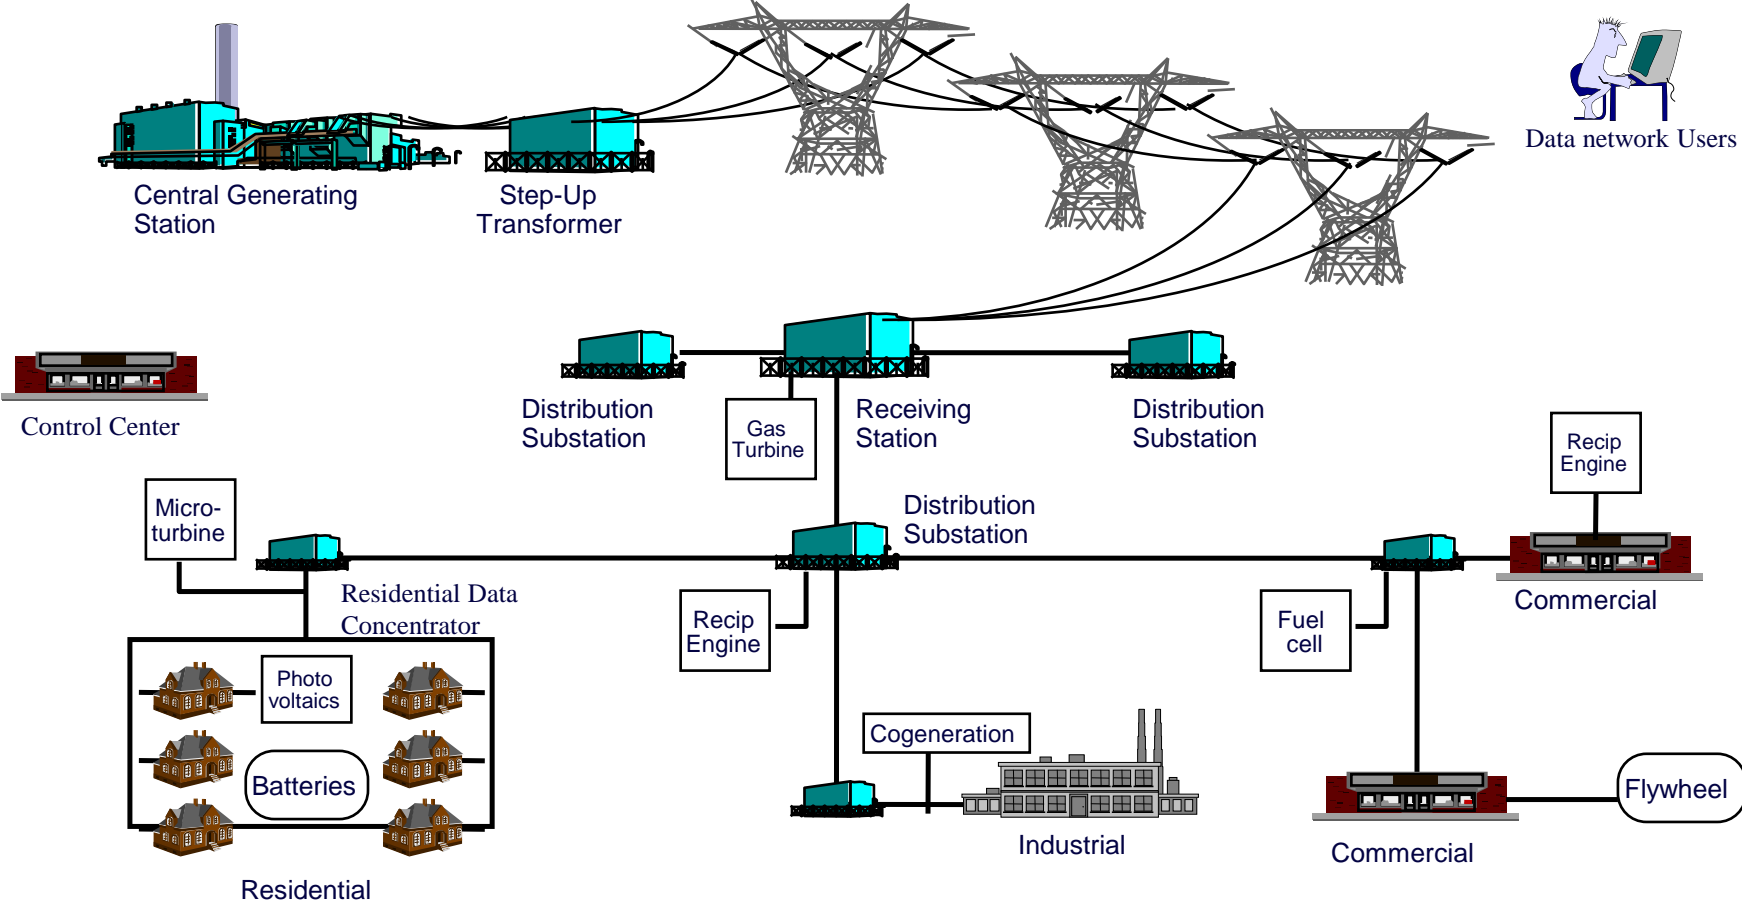 Data network Users
Central Generating
Station
Step-Up
Transformer
Control Center
Distribution
Substation
Gas
Turbine
Receiving
Station
Distribution
Substation
Recip
Engine
Micro-
turbine
Distribution
Substation
Residential Data
Concentrator
Recip
Engine
Fuel
cell
Commercial
Photo
voltaics
Batteries
Cogeneration
Industrial
Flywheel
Commercial
Residential